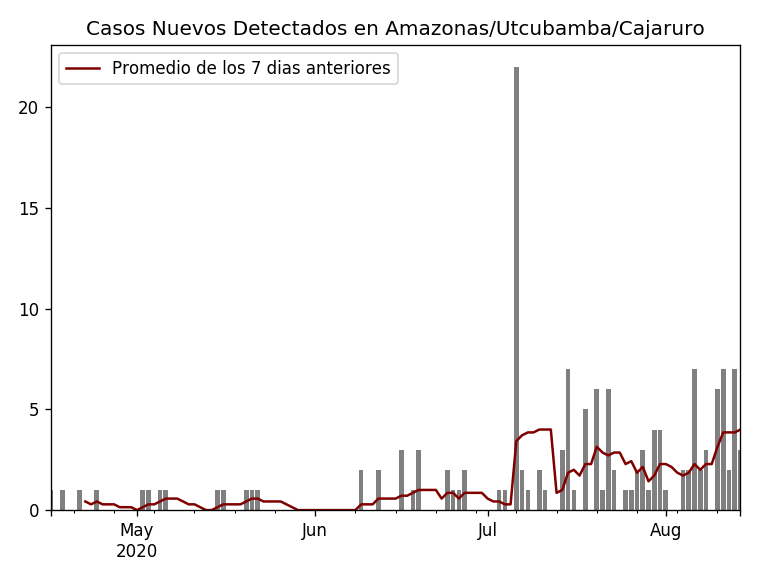 Casos Nuevos Detectados en Amazonas/Utcubamba/Cajaruro
Promedio de los 7 dias anteriores
20
15
10
5
0
May
2020
Jun
Jul
Aug